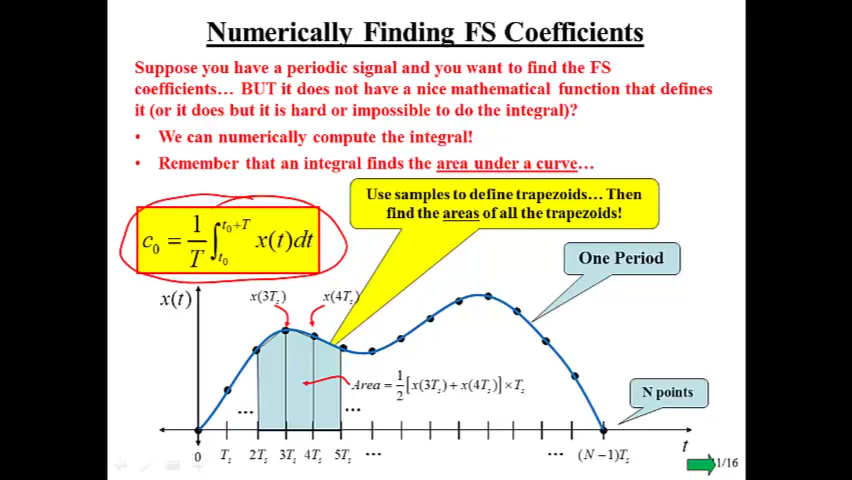 Numerically Finding FS Coefficients
Suppose you have a periodic signal and you want to find the FS
coefficients… BUT it does not have a nice mathematical function that defines
it (or it does but it is hard or impossible to do the integral)?
• We can numerically compute the integral!
• Remember that an integral finds the area under a curve…
Use samples to define trapezoids… Then
find the areas of all the trapezoids!
c₀ = 1/T ∫_{t₀}^{t₀+T} x(t)dt
One Period
x(t)
x(3Tₛ)
x(4Tₛ)
Area = 1/2 [x(3Tₛ) + x(4Tₛ)] × Tₛ
N points
… …
0 Tₛ 2Tₛ 3Tₛ 4Tₛ 5Tₛ … … (N −1)Tₛ
t
1/16